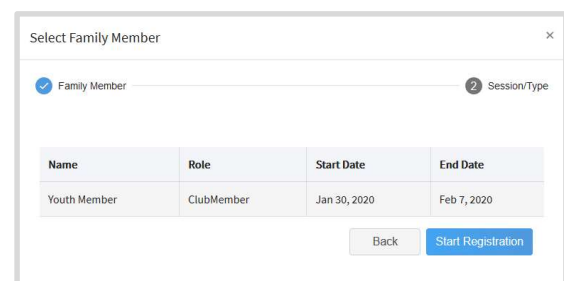 Select Family Member ×
Family Member 2 Session/Type
Name Role Start Date End Date
Youth Member ClubMember Jan 30, 2020 Feb 7, 2020
Back Start Registration